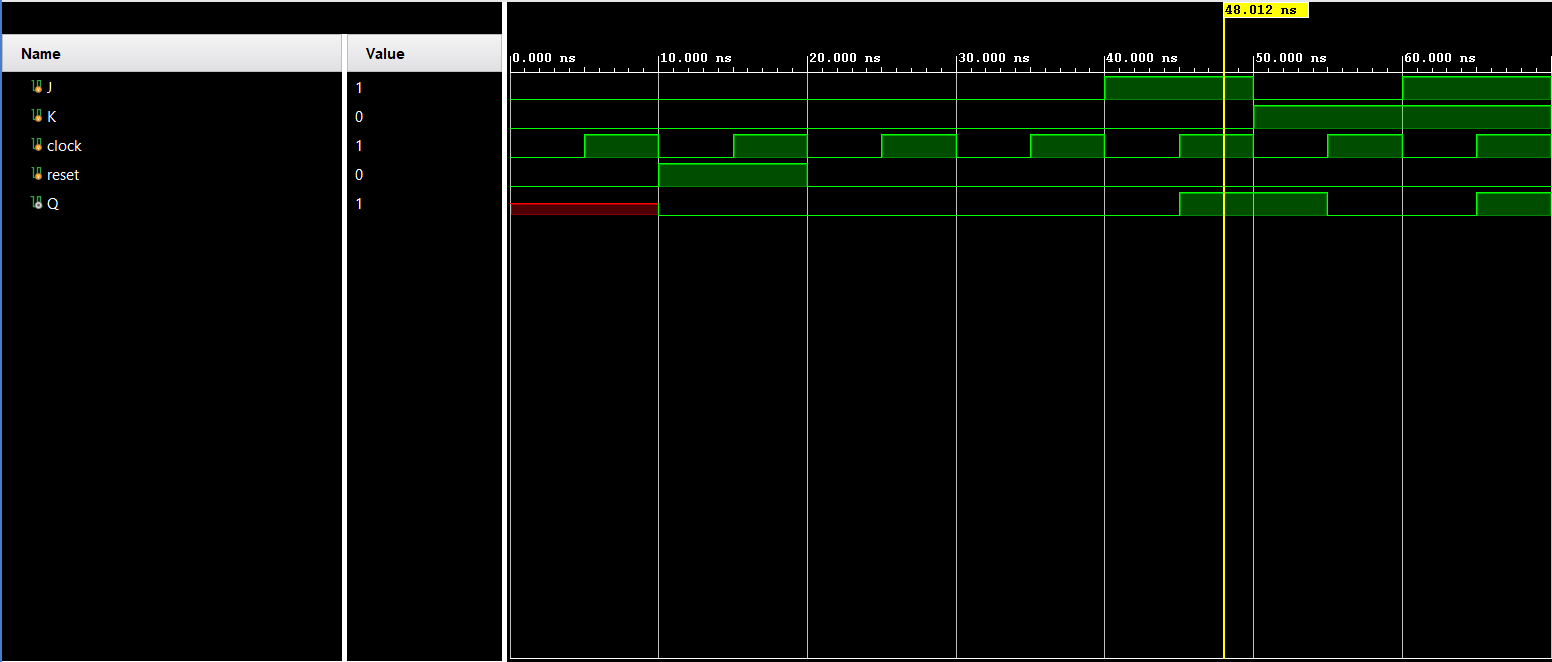 48.012 ns
Name Value
0.000 ns 10.000 ns 20.000 ns 30.000 ns 40.000 ns 50.000 ns 60.000 ns
J 1
K 0
clock 1
reset 0
Q 1